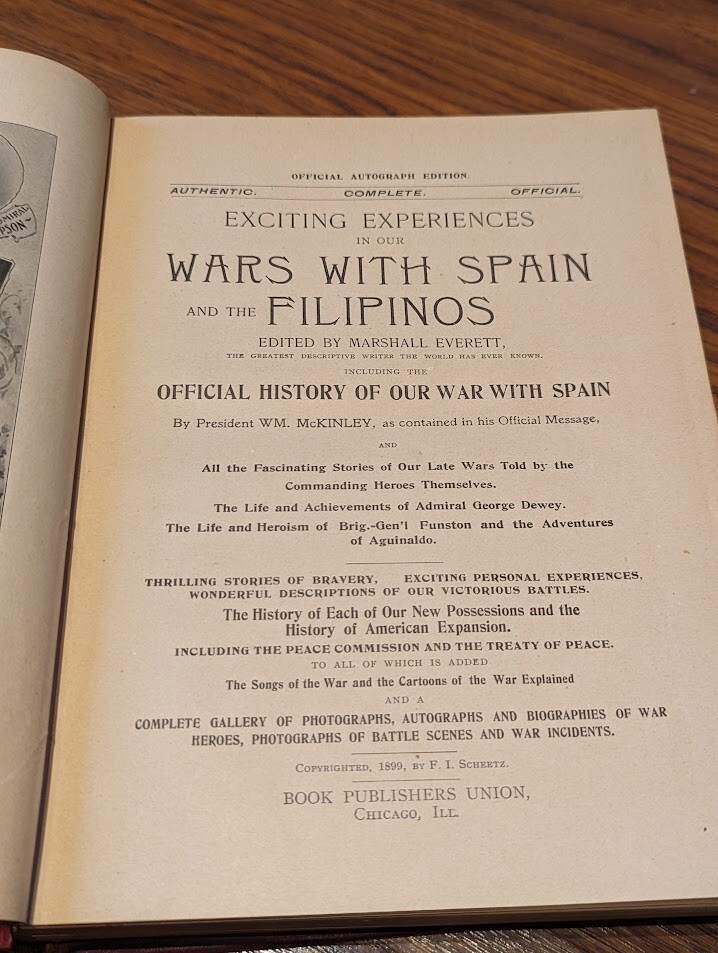 OFFICIAL AUTOGRAPH EDITION.
AUTHENTIC. COMPLETE. OFFICIAL.
EXCITING EXPERIENCES
IN OUR
WARS WITH SPAIN
AND THE FILIPINOS
EDITED BY MARSHALL EVERETT,
THE GREATEST DESCRIPTIVE WRITER THE WORLD HAS EVER KNOWN.
INCLUDING THE
OFFICIAL HISTORY OF OUR WAR WITH SPAIN
By President WM. McKINLEY, as contained in his Official Message,
AND
All the Fascinating Stories of Our Late Wars Told by the
Commanding Heroes Themselves.
The Life and Achievements of Admiral George Dewey.
The Life and Heroism of Brig.-Gen'l Funston and the Adventures
of Aguinaldo.
THRILLING STORIES OF BRAVERY, EXCITING PERSONAL EXPERIENCES,
WONDERFUL DESCRIPTIONS OF OUR VICTORIOUS BATTLES.
The History of Each of Our New Possessions and the
History of American Expansion.
INCLUDING THE PEACE COMMISSION AND THE TREATY OF PEACE.
TO ALL OF WHICH IS ADDED
The Songs of the War and the Cartoons of the War Explained
AND A
COMPLETE GALLERY OF PHOTOGRAPHS, AUTOGRAPHS AND BIOGRAPHIES OF WAR
HEROES, PHOTOGRAPHS OF BATTLE SCENES AND WAR INCIDENTS.
COPYRIGHTED, 1899, BY F. I. SCHEETZ.
BOOK PUBLISHERS UNION,
CHICAGO, ILL.